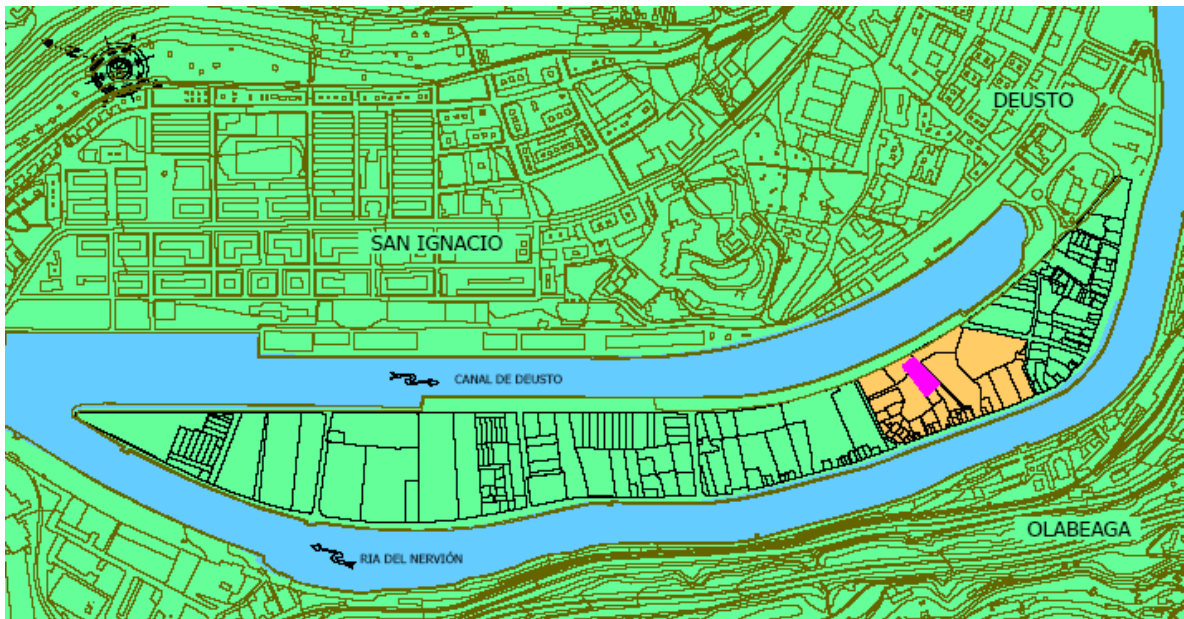 DEUSTO
SAN IGNACIO
CANAL DE DEUSTO
OLABEAGA
RIA DEL NERVIÓN